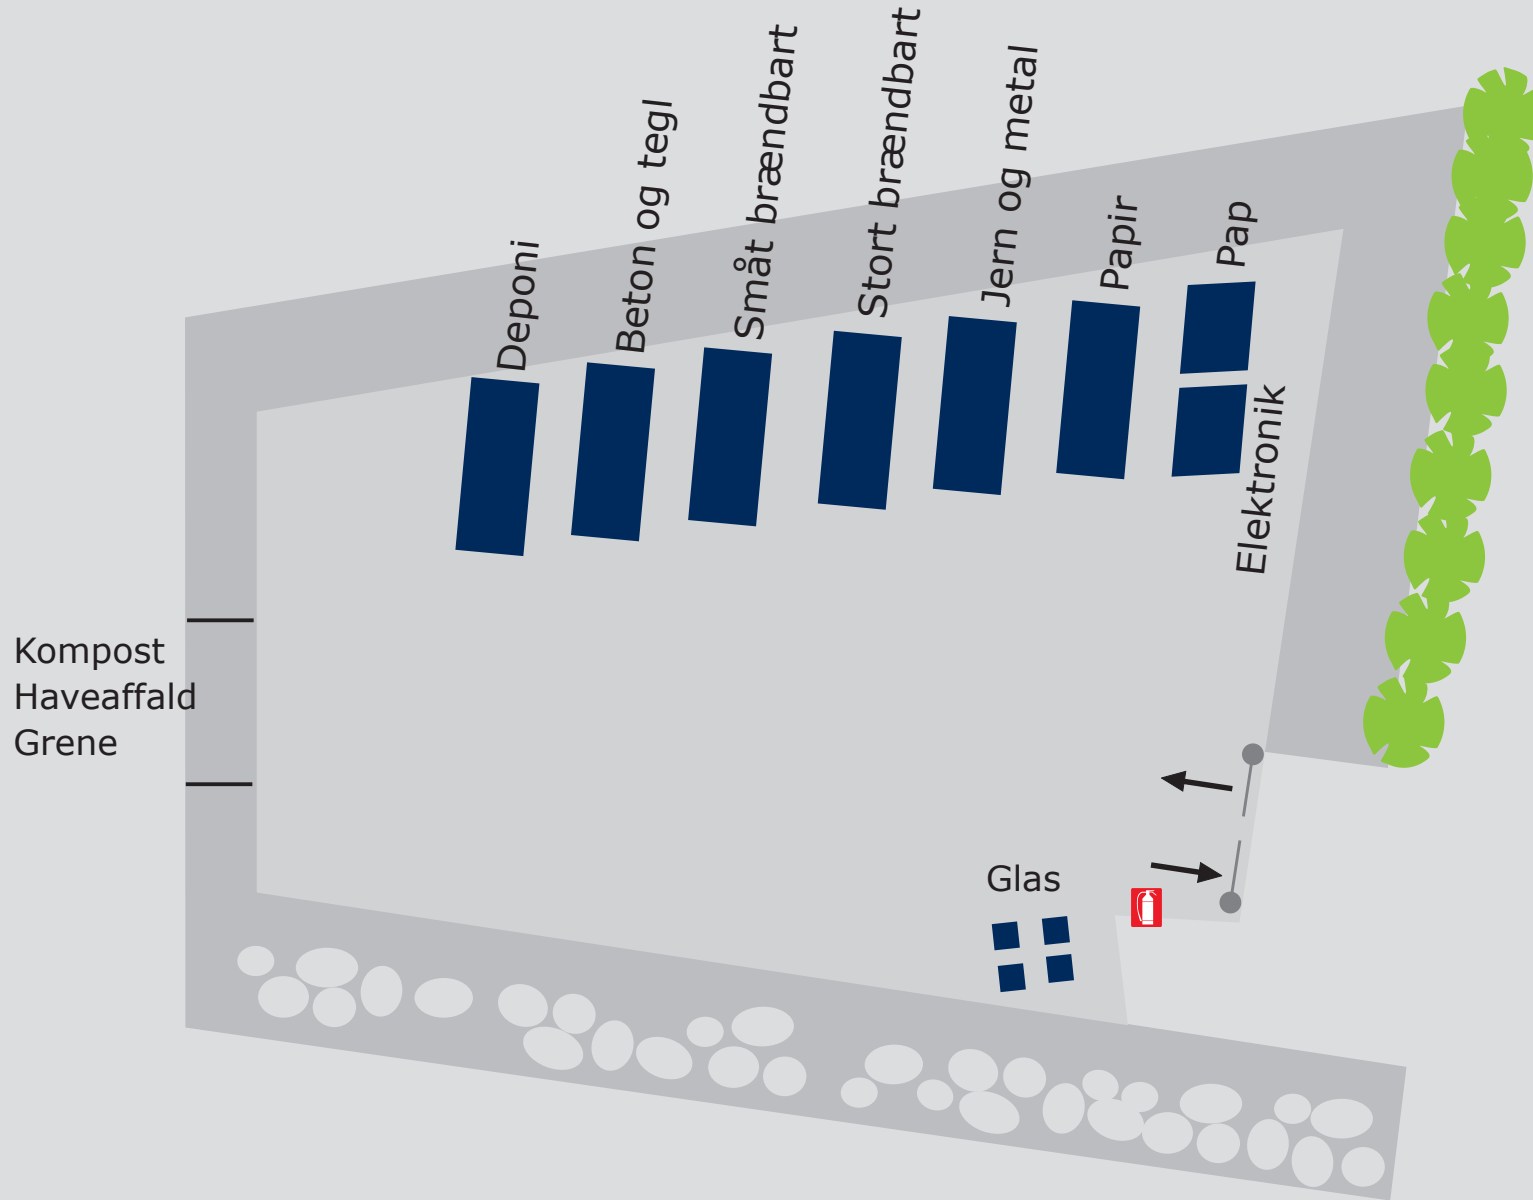 Deponi
Beton og tegl
Småt brændbart
Stort brændbart
Jern og metal
Papir
Pap
Elektronik
Kompost
Haveaffald
Grene
Glas